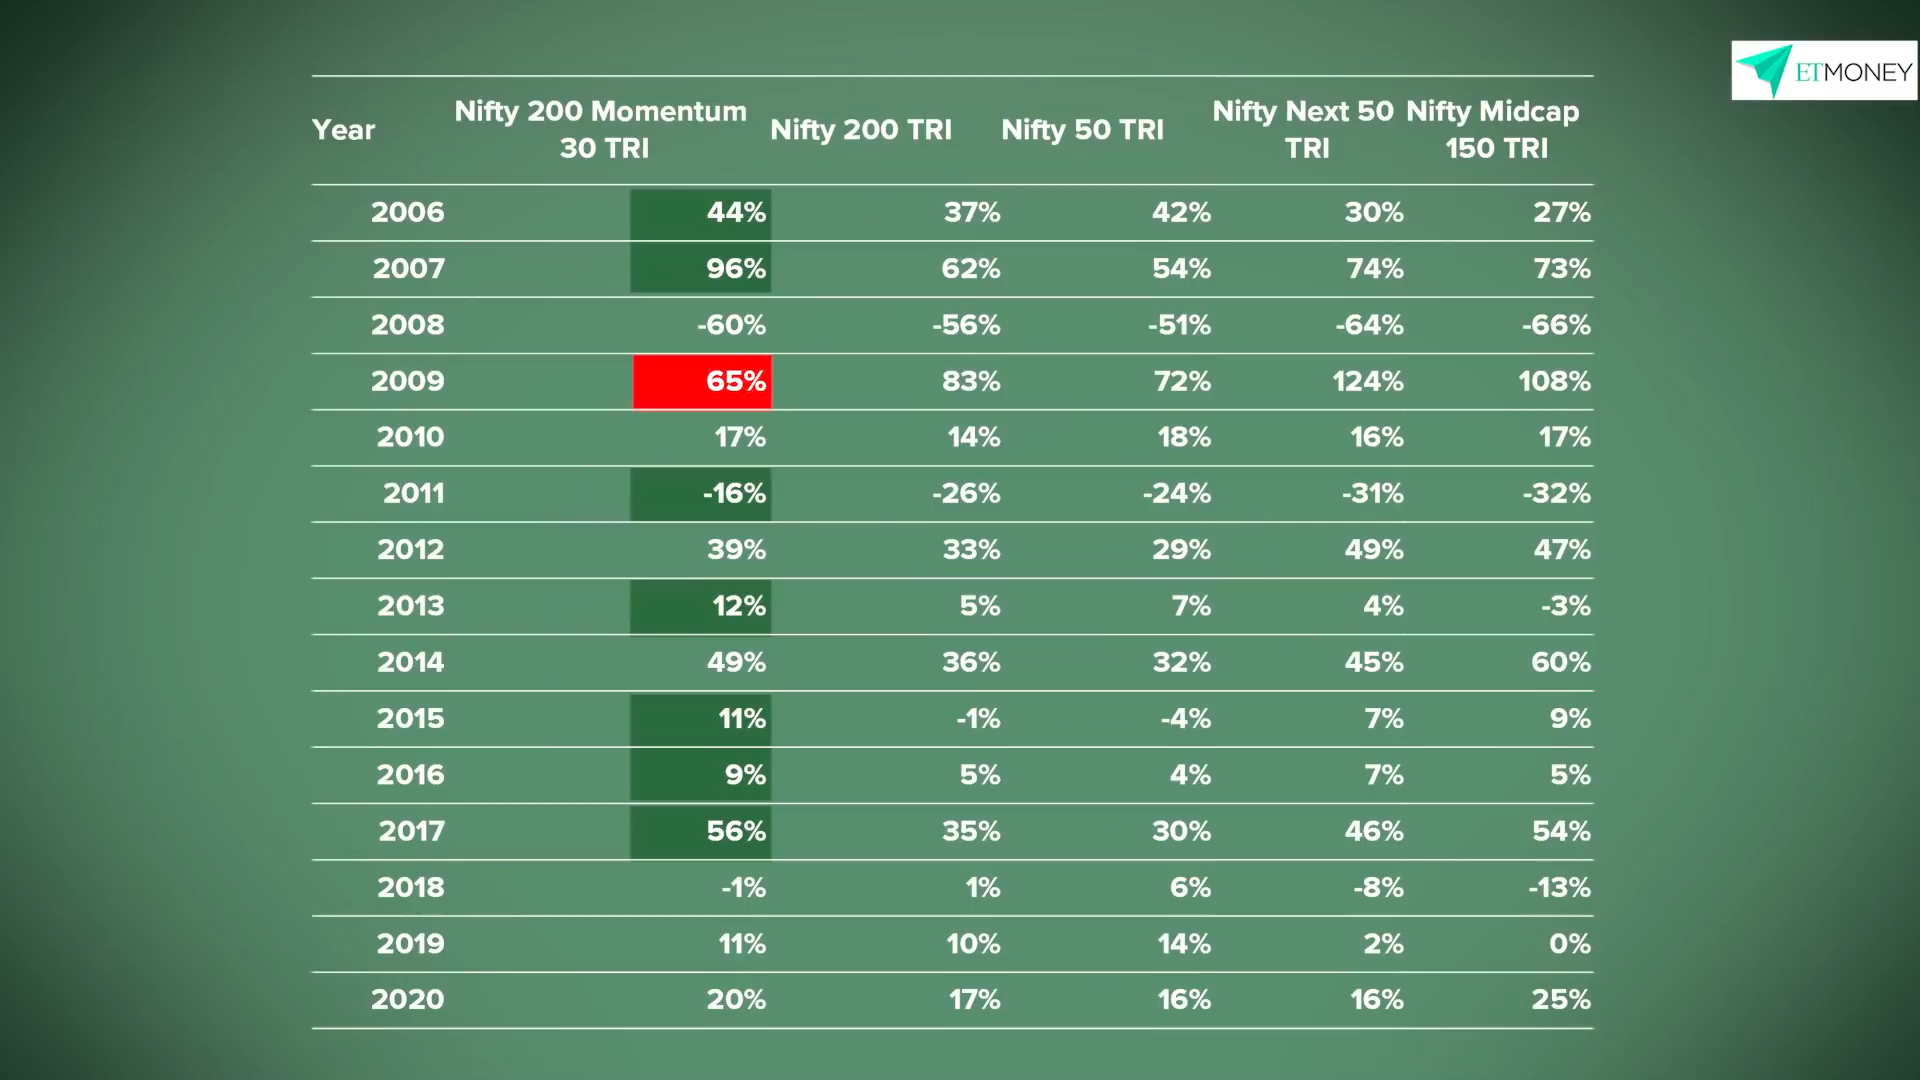 ETMONEY
Year Nifty 200 Momentum 30 TRI Nifty 200 TRI Nifty 50 TRI Nifty Next 50 TRI Nifty Midcap 150 TRI
2006 44% 37% 42% 30% 27%
2007 96% 62% 54% 74% 73%
2008 -60% -56% -51% -64% -66%
2009 65% 83% 72% 124% 108%
2010 17% 14% 18% 16% 17%
2011 -16% -26% -24% -31% -32%
2012 39% 33% 29% 49% 47%
2013 12% 5% 7% 4% -3%
2014 49% 36% 32% 45% 60%
2015 11% -1% -4% 7% 9%
2016 9% 5% 4% 7% 5%
2017 56% 35% 30% 46% 54%
2018 -1% 1% 6% -8% -13%
2019 11% 10% 14% 2% 0%
2020 20% 17% 16% 16% 25%